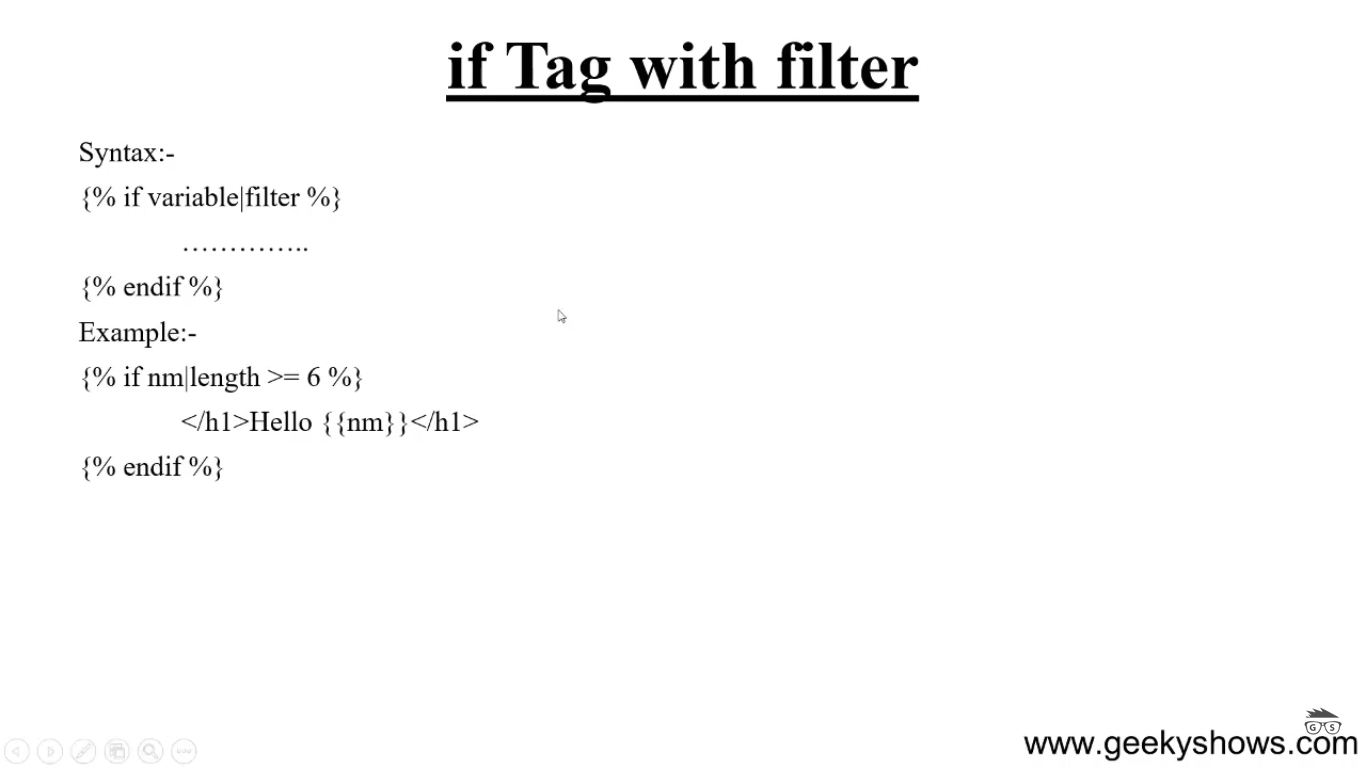 if Tag with filter
Syntax:-
{% if variable|filter %}
…………..
{% endif %}
Example:-
{% if nm|length >= 6 %}
</h1>Hello {{nm}}</h1>
{% endif %}
G S
www.geekyshows.com